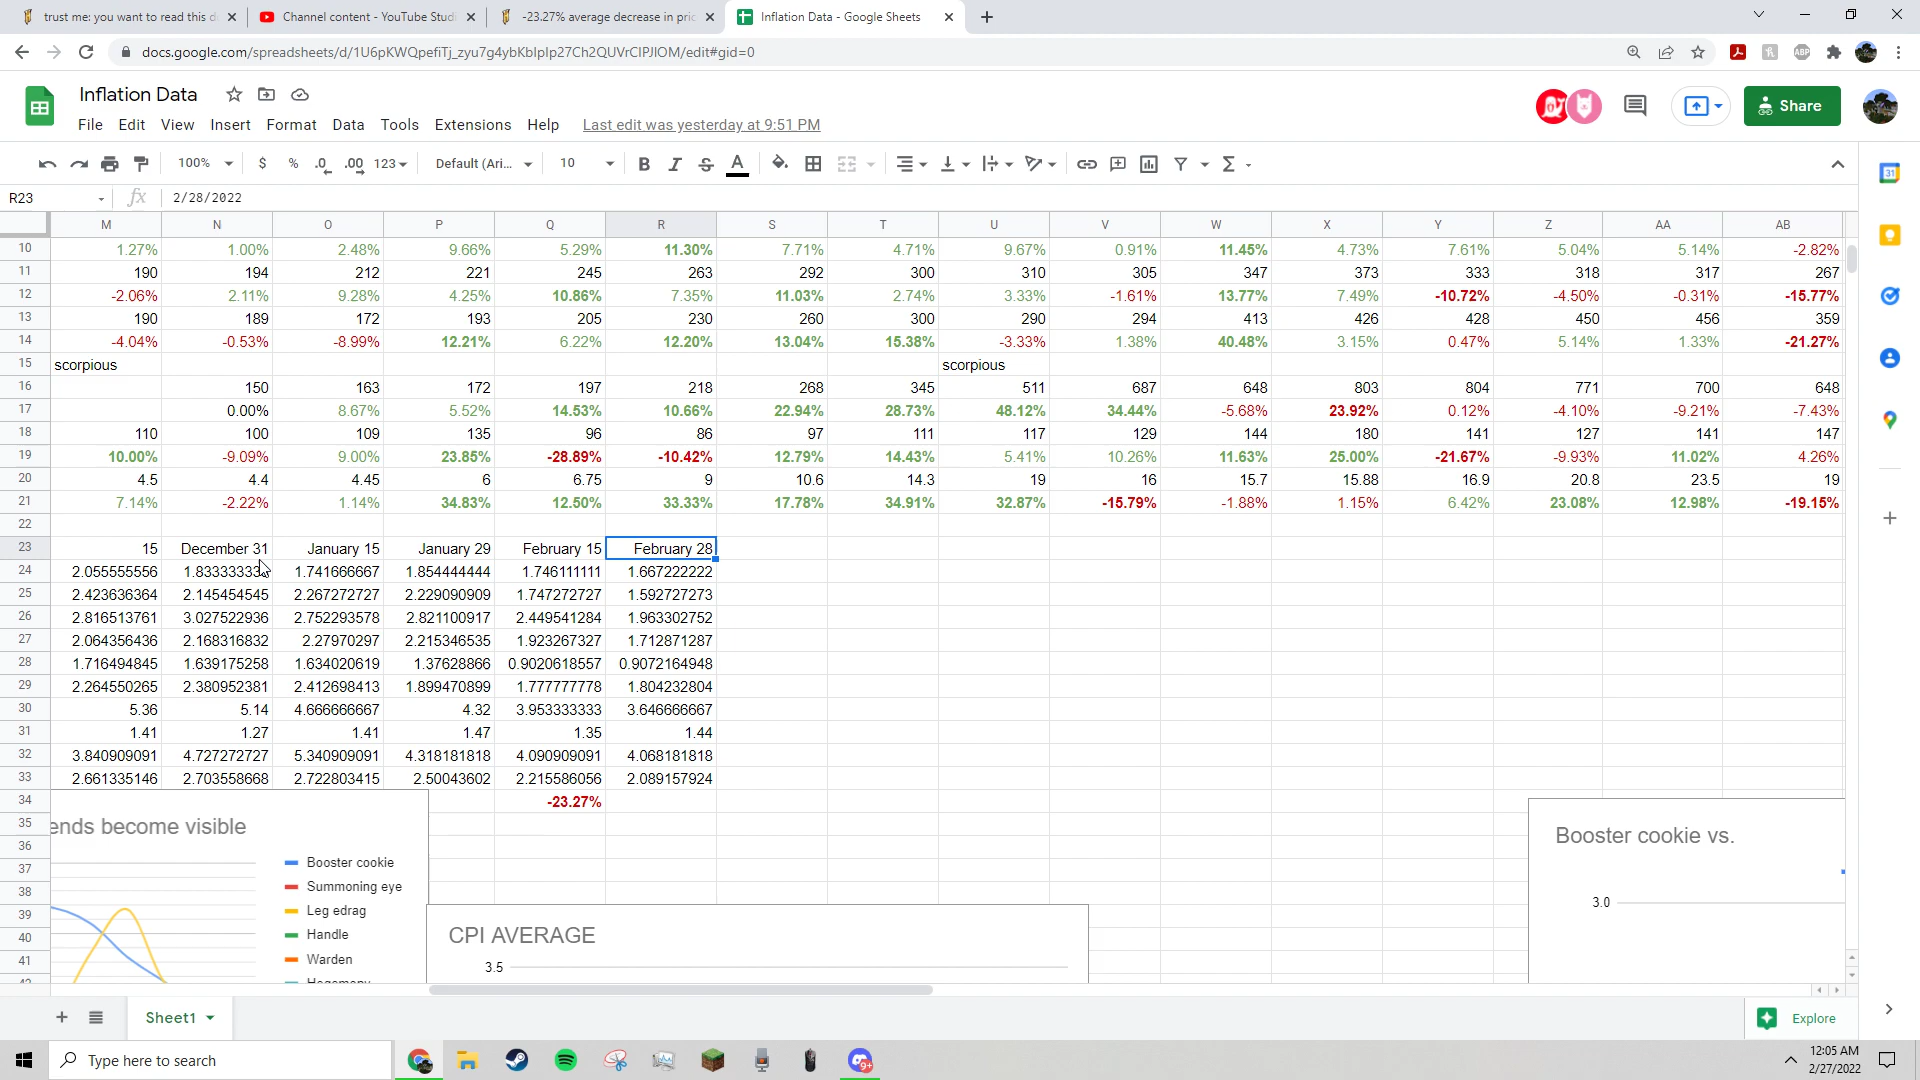 trust me: you want to read this d
Channel content - YouTube Studi
-23.27% average decrease in pric
Inflation Data - Google Sheets
docs.google.com/spreadsheets/d/1U6pKWQpefiTj_zyu7g4ybKbIpIp27Ch2QUVrCIPJIOM/edit#gid=0
Inflation Data
File Edit View Insert Format Data Tools Extensions Help Last edit was yesterday at 9:51 PM
Share
100% $ % .0 .00 123 Default (Ari... 10 B I S A
R23 fx 2/28/2022
M N O P Q R S T U V W X Y Z AA AB
10 1.27% 1.00% 2.48% 9.66% 5.29% 11.30% 7.71% 4.71% 9.67% 0.91% 11.45% 4.73% 7.61% 5.04% 5.14% -2.82%
11 190 194 212 221 245 263 292 300 310 305 347 373 333 318 317 267
12 -2.06% 2.11% 9.28% 4.25% 10.86% 7.35% 11.03% 2.74% 3.33% -1.61% 13.77% 7.49% -10.72% -4.50% -0.31% -15.77%
13 190 189 172 193 205 230 260 300 290 294 413 426 428 450 456 359
14 -4.04% -0.53% -8.99% 12.21% 6.22% 12.20% 13.04% 15.38% -3.33% 1.38% 40.48% 3.15% 0.47% 5.14% 1.33% -21.27%
15 scorpious scorpious
16 150 163 172 197 218 268 345 511 687 648 803 804 771 700 648
17 0.00% 8.67% 5.52% 14.53% 10.66% 22.94% 28.73% 48.12% 34.44% -5.68% 23.92% 0.12% -4.10% -9.21% -7.43%
18 110 100 109 135 96 86 97 111 117 129 144 180 141 127 141 147
19 10.00% -9.09% 9.00% 23.85% -28.89% -10.42% 12.79% 14.43% 5.41% 10.26% 11.63% 25.00% -21.67% -9.93% 11.02% 4.26%
20 4.5 4.4 4.45 6 6.75 9 10.6 14.3 19 16 15.7 15.88 16.9 20.8 23.5 19
21 7.14% -2.22% 1.14% 34.83% 12.50% 33.33% 17.78% 34.91% 32.87% -15.79% -1.88% 1.15% 6.42% 23.08% 12.98% -19.15%
22
23 15 December 31 January 15 January 29 February 15 February 28
24 2.055555556 1.833333333 1.741666667 1.854444444 1.746111111 1.667222222
25 2.423636364 2.145454545 2.267272727 2.229090909 1.747272727 1.592727273
26 2.816513761 3.027522936 2.752293578 2.821100917 2.449541284 1.963302752
27 2.064356436 2.168316832 2.27970297 2.215346535 1.923267327 1.712871287
28 1.716494845 1.639175258 1.634020619 1.37628866 0.9020618557 0.9072164948
29 2.264550265 2.380952381 2.412698413 1.899470899 1.777777778 1.804232804
30 5.36 5.14 4.666666667 4.32 3.953333333 3.646666667
31 1.41 1.27 1.41 1.47 1.35 1.44
32 3.840909091 4.727272727 5.340909091 4.318181818 4.090909091 4.068181818
33 2.661335146 2.703558668 2.722803415 2.50043602 2.215586056 2.089157924
34 -23.27%
35
36
37
38
39
40
41
ends become visible
Booster cookie
Summoning eye
Leg edrag
Handle
Warden
CPI AVERAGE
3.5
Booster cookie vs.
3.0
Sheet1
Explore
Type here to search
12:05 AM
2/27/2022